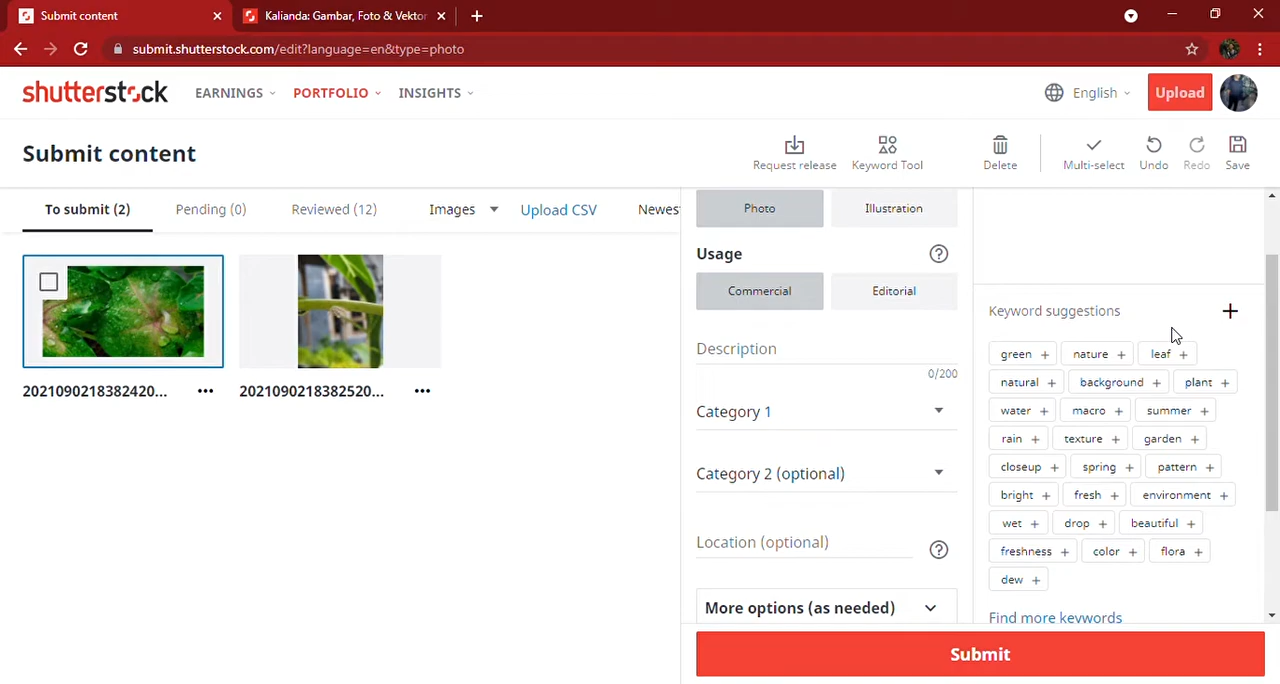 Submit content
Kalianda: Gambar, Foto & Vektor
submit.shutterstock.com/edit?language=en&type=photo
shutterstock
EARNINGS
PORTFOLIO
INSIGHTS
English
Upload
Submit content
Request release
Keyword Tool
Delete
Multi-select
Undo
Redo
Save
To submit (2)
Pending (0)
Reviewed (12)
Images
Upload CSV
Newes
2021090218382420...
2021090218382520...
Photo
Illustration
Usage
Commercial
Editorial
Description
0/200
Category 1
Category 2 (optional)
Location (optional)
More options (as needed)
Keyword suggestions
green + nature + leaf +
natural + background + plant +
water + macro + summer +
rain + texture + garden +
closeup + spring + pattern +
bright + fresh + environment +
wet + drop + beautiful +
freshness + color + flora +
dew +
Find more keywords
Submit